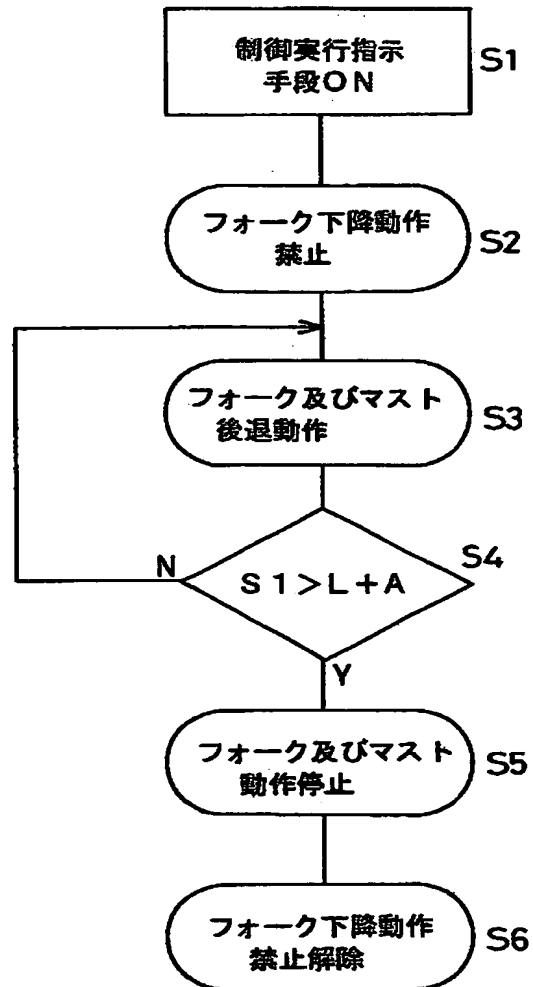 制御実行指示
手段ON
S1
フォーク下降動作
禁止
S2
フォーク及びマスト
後退動作
S3
S4
N
S1>L+A
Y
フォーク及びマスト
動作停止
S5
フォーク下降動作
禁止解除
S6